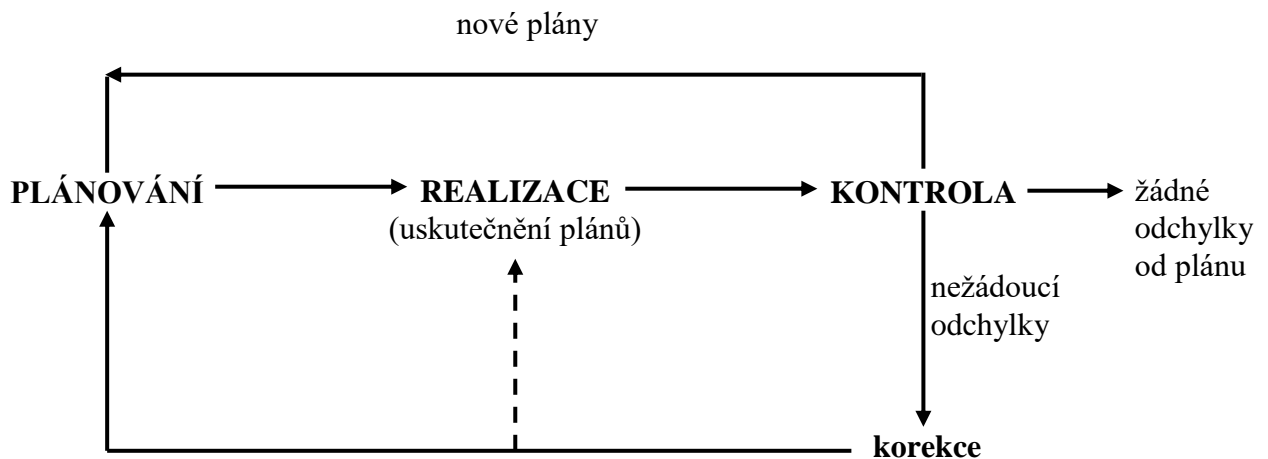 nové plány
PLÁNOVÁNÍ
REALIZACE
(uskutečnění plánů)
KONTROLA
žádné
odchylky
od plánu
nežádoucí
odchylky
korekce